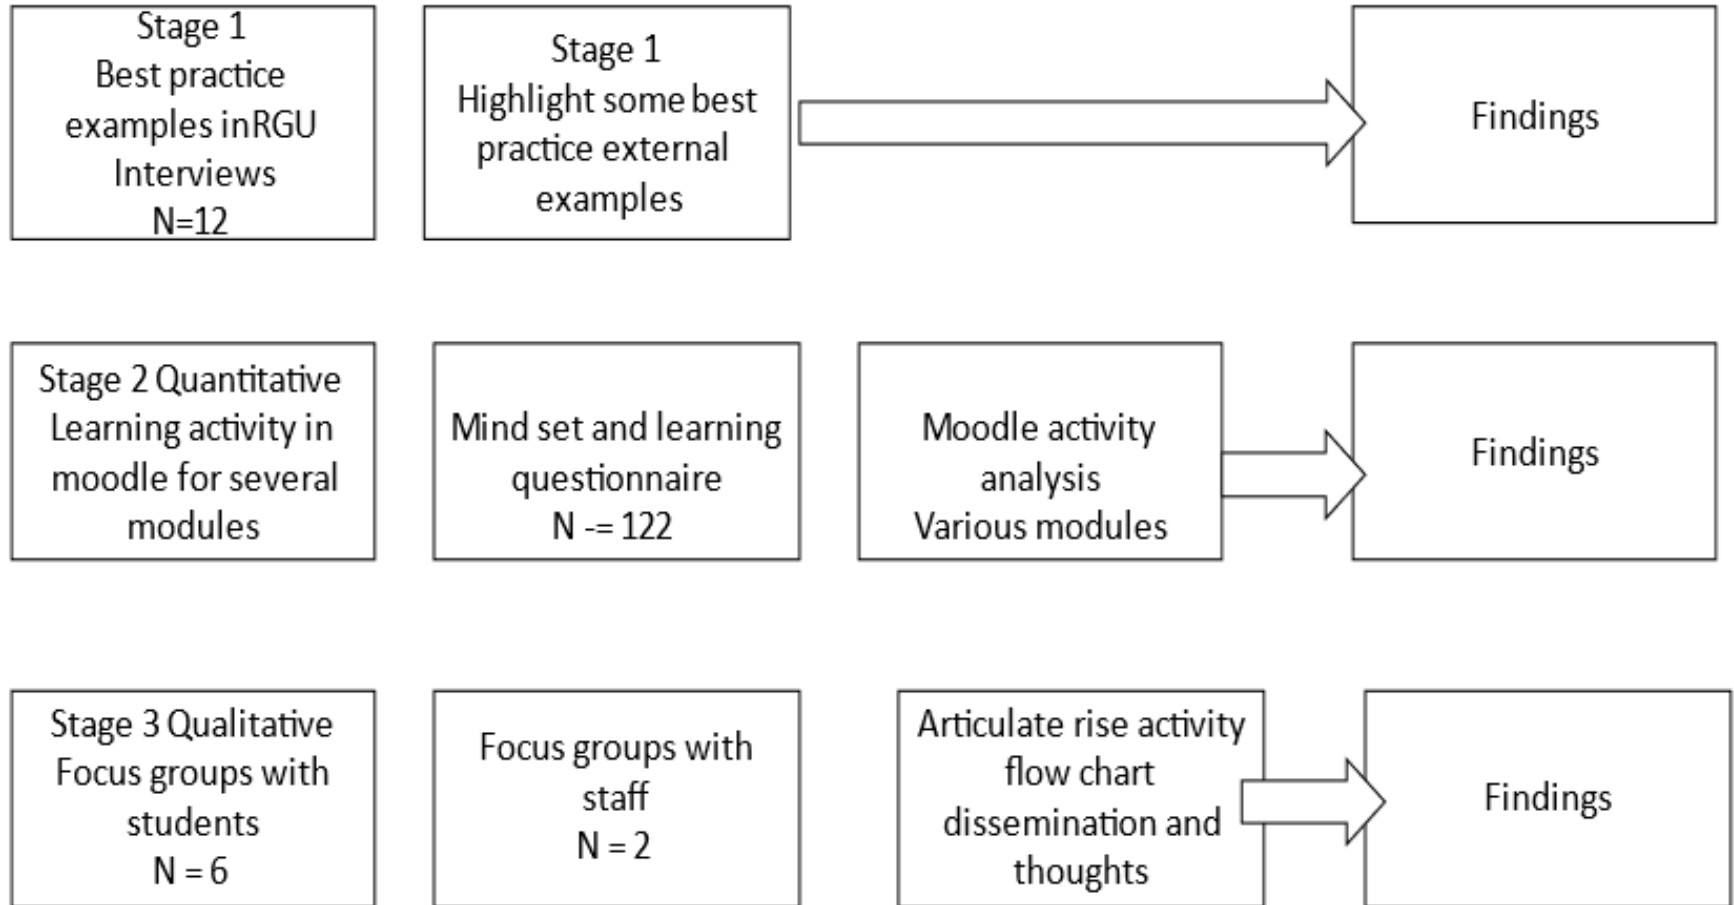 Stage 1
Best practice
examples inRGU
Interviews
N=12
Stage 1
Highlight some best
practice external
examples
Findings
Stage 2 Quantitative
Learning activity in
moodle for several
modules
Mind set and learning
questionnaire
N -= 122
Moodle activity
analysis
Various modules
Findings
Stage 3 Qualitative
Focus groups with
students
N = 6
Focus groups with
staff
N = 2
Articulate rise activity
flow chart
dissemination and
thoughts
Findings